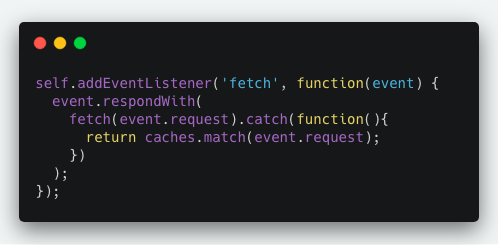 self.addEventListener('fetch', function(event) {
  event.respondWith(
    fetch(event.request).catch(function(){
      return caches.match(event.request);
    })
  );
});